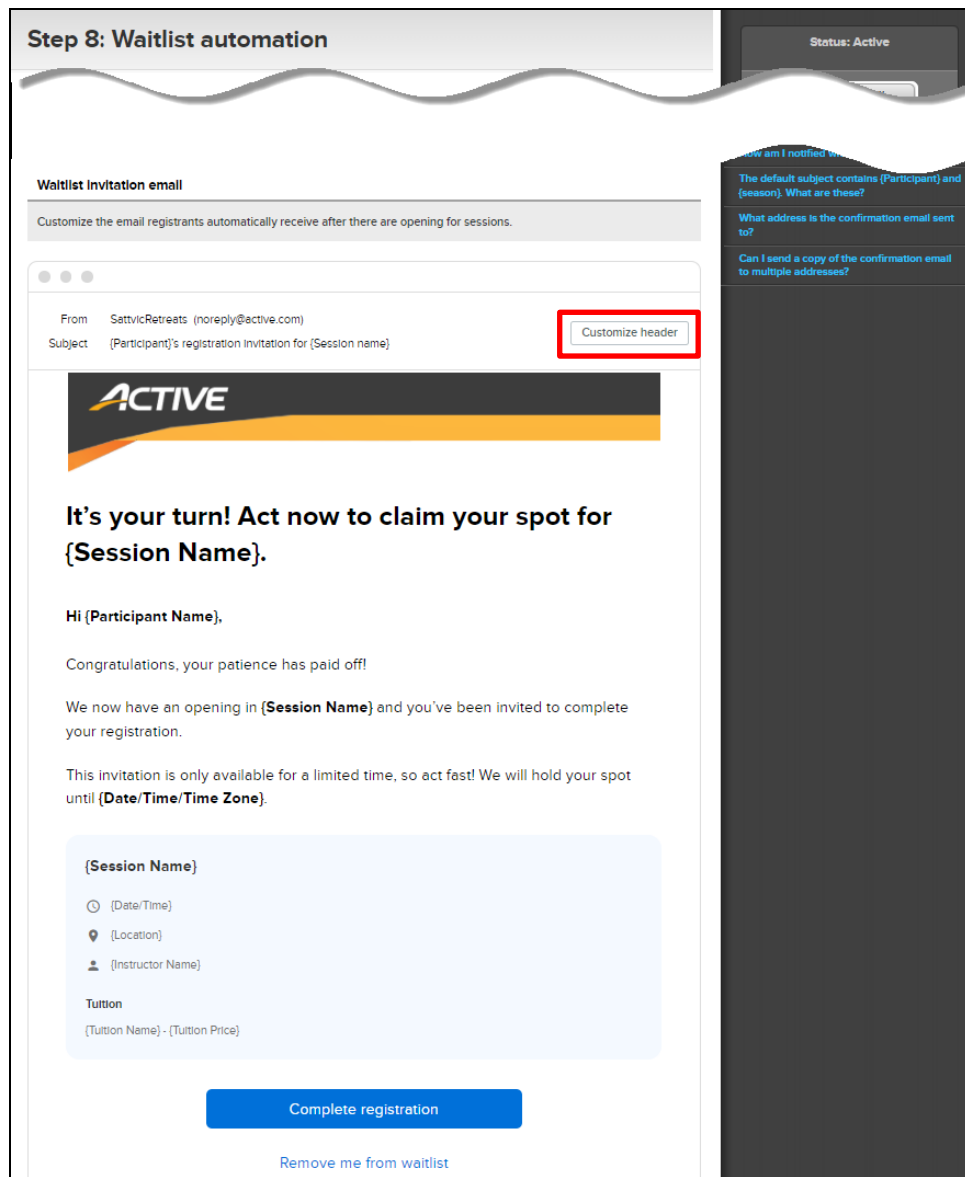 Step 8: Waitlist automation
Status: Active
How am I notified
Waitlist invitation email
The default subject contains {Participant} and
{season}. What are these?
Customize the email registrants automatically receive after there are opening for sessions.
What address is the confirmation email sent
to?
Can I send a copy of the confirmation email
to multiple addresses?
From SattvicRetreats (noreply@active.com)
Customize header
Subject {Participant}'s registration invitation for {Session name}
ACTIVE
It's your turn! Act now to claim your spot for
{Session Name}.
Hi {Participant Name},
Congratulations, your patience has paid off!
We now have an opening in {Session Name} and you've been invited to complete
your registration.
This invitation is only available for a limited time, so act fast! We will hold your spot
until {Date/Time/Time Zone}.
{Session Name}
{Date/Time}
{Location}
{Instructor Name}
Tuition
{Tuition Name} - {Tuition Price}
Complete registration
Remove me from waitlist